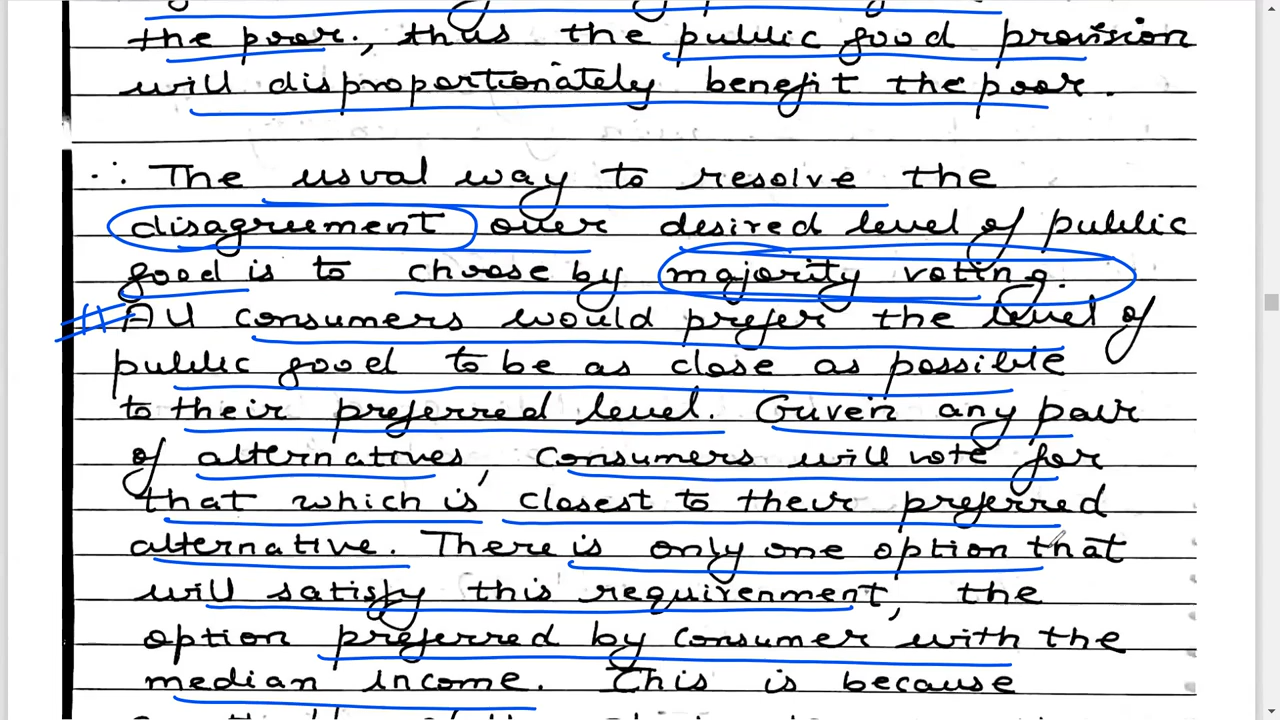 the poor., thus the public good provision
will disproportionately benefit the poor.
∴ The usual way to resolve the
disagreement over desired level of public
good is to choose by majority voting.
All consumers would prefer the level of
public good to be as close as possible
to their preferred level. Given any pair
of alternatives, consumers will vote for
that which is closest to their preferred
alternative. There is only one option that
will satisfy this requirenment, the
option preferred by consumer with the
median income. This is because